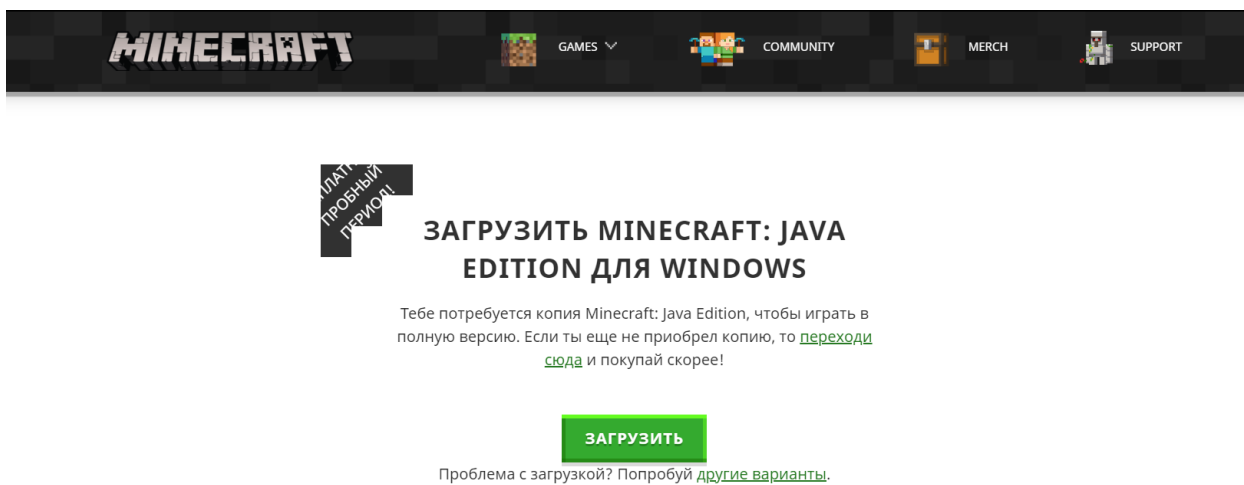 MINECRAFT
GAMES
COMMUNITY
MERCH
SUPPORT
ПРОБНЫЙ
ПЕРИОД!
ЗАГРУЗИТЬ MINECRAFT: JAVA
EDITION ДЛЯ WINDOWS
Тебе потребуется копия Minecraft: Java Edition, чтобы играть в
полную версию. Если ты еще не приобрел копию, то переходи
сюда и покупай скорее!
ЗАГРУЗИТЬ
Проблема с загрузкой? Попробуй другие варианты.